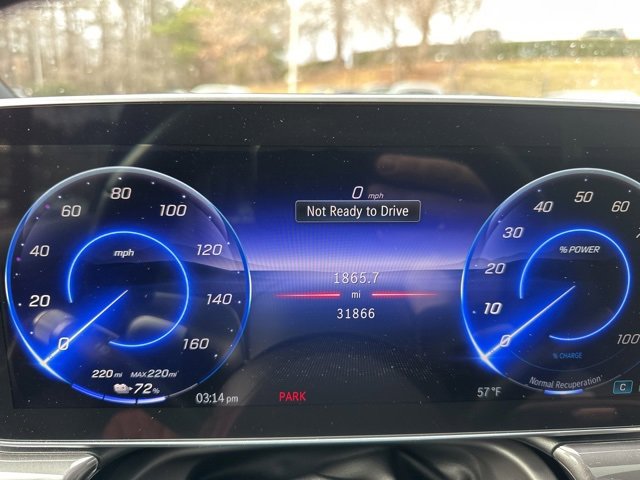 0 mph
Not Ready to Drive
0 20 40 60 80 100 120 140 160
mph
220 mi MAX 220 mi
72 %
1865.7
mi
31866
0 10 20 30 40 50 60 100
% POWER
% CHARGE
Normal Recuperation
03:14 pm
PARK
57 °F
C